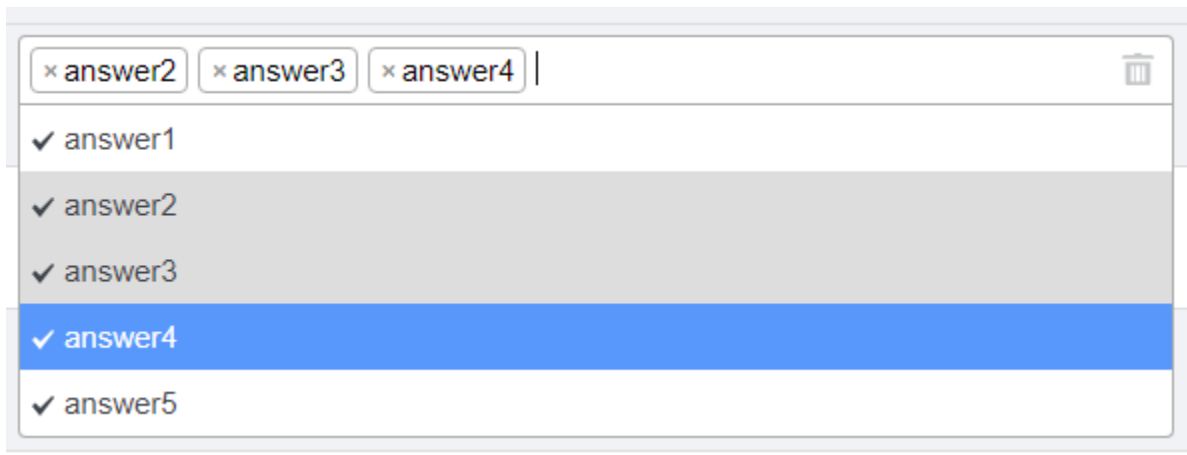 × answer2 × answer3 × answer4
✓ answer1
✓ answer2
✓ answer3
✓ answer4
✓ answer5